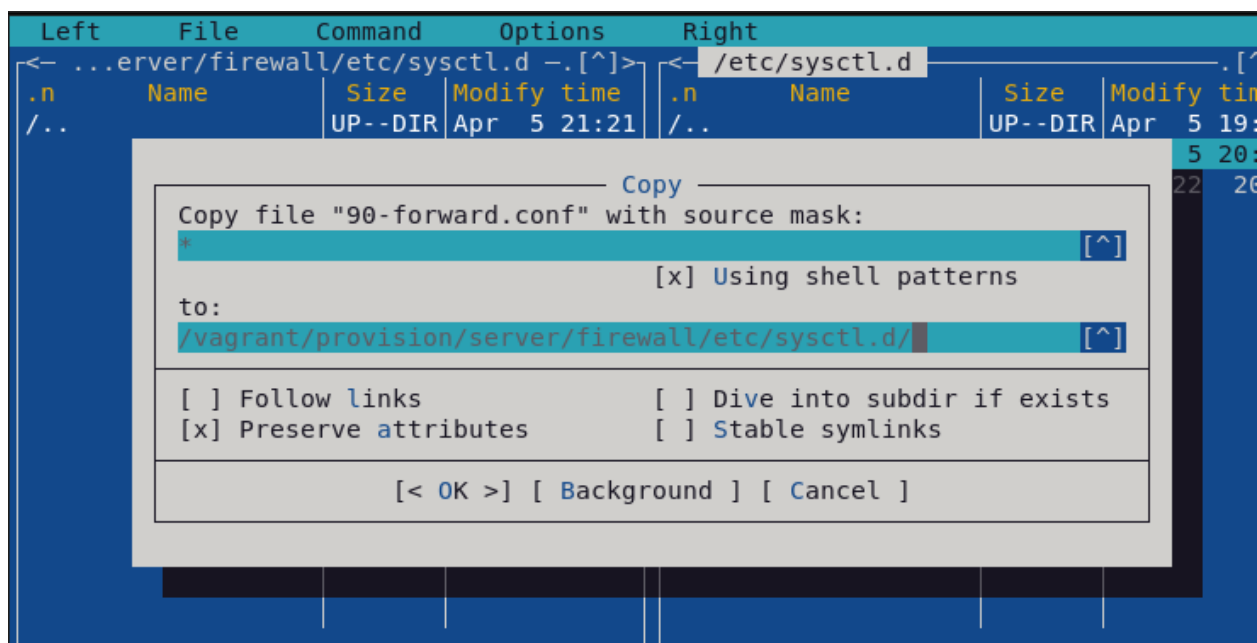 Left File Command Options Right
<— ...erver/firewall/etc/sysctl.d —.[^]> <— /etc/sysctl.d —.[^
.n Name Size Modify time .n Name Size Modify tim
/.. UP--DIR Apr 5 21:21 /.. UP--DIR Apr 5 19:
5 20:
22 20
Copy
Copy file "90-forward.conf" with source mask:
* [^]
[x] Using shell patterns
to:
/vagrant/provision/server/firewall/etc/sysctl.d/ [^]
[ ] Follow links [ ] Dive into subdir if exists
[x] Preserve attributes [ ] Stable symlinks
[< OK >] [ Background ] [ Cancel ]